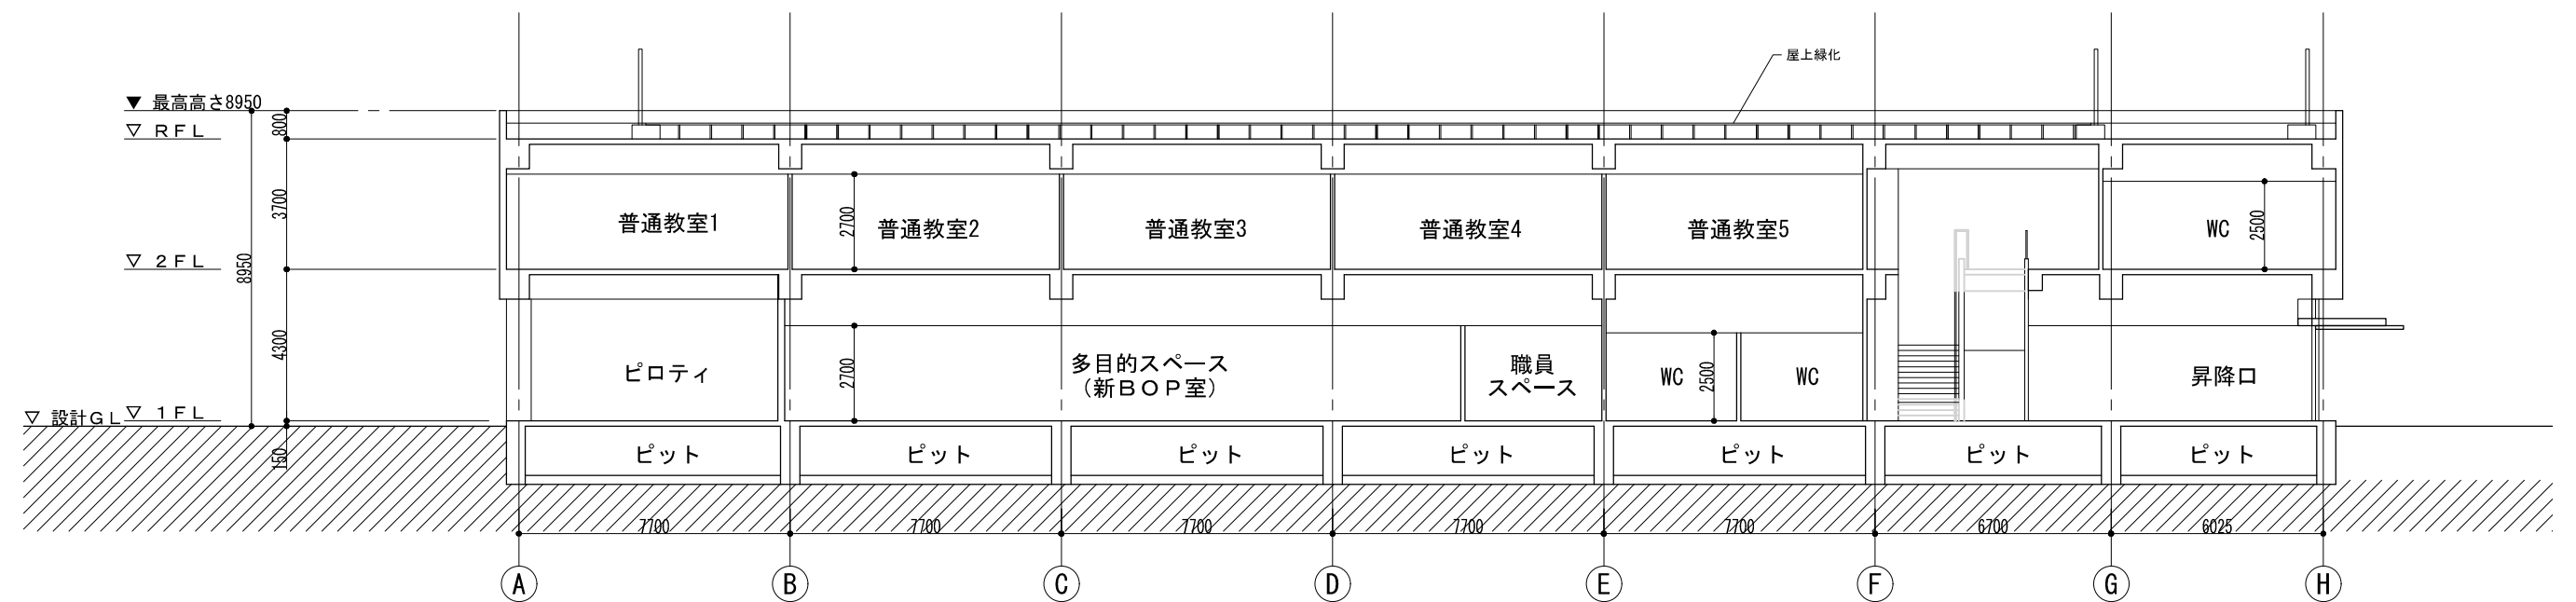 屋上緑化
▼ 最高高さ8950
800
▽ RFL
3700
普通教室1
2700
普通教室2
普通教室3
普通教室4
普通教室5
WC
2500
▽ 2FL
8950
4300
ピロティ
2700
多目的スペース
（新BOP室）
職員
スペース
WC
2500
WC
昇降口
▽ 設計GL
▽ 1FL
150
ピット
ピット
ピット
ピット
ピット
ピット
ピット
7700
7700
7700
7700
7700
6700
6025
A
B
C
D
E
F
G
H